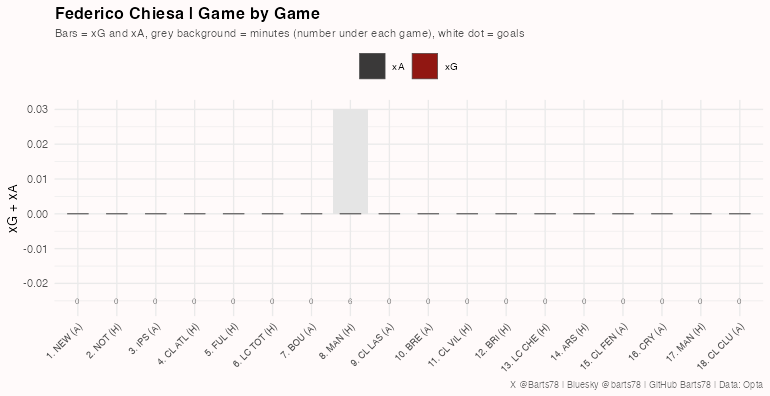 Federico Chiesa | Game by Game
Bars = xG and xA, grey background = minutes (number under each game), white dot = goals
xA xG
xG + xA
0.03
0.02
0.01
0.00
-0.01
-0.02
0 0 0 0 0 0 0 6 0 0 0 0 0 0 0 0 0 0
1. NEW (A)
2. NOT (H)
3. IPS (A)
4. CL ATL (H)
5. FUL (H)
6. LC TOT (H)
7. BOU (A)
8. MAN (H)
9. CL LAS (A)
10. BRE (A)
11. CL VIL (H)
12. BRI (H)
13. LC CHE (H)
14. ARS (H)
15. CL FEN (A)
16. CRY (A)
17. MAN (H)
18. CL CLU (A)
X @Barts78 | Bluesky @barts78 | GitHub Barts78 | Data: Opta